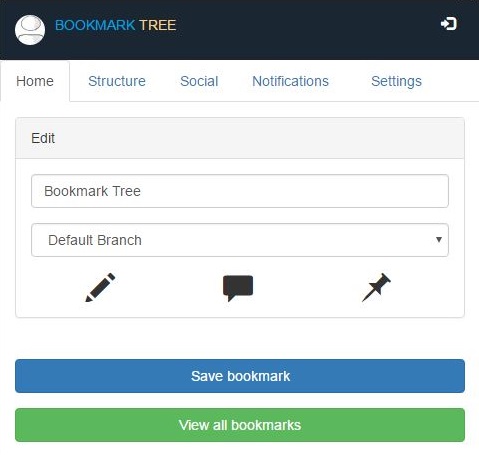 BOOKMARK TREE
Home Structure Social Notifications Settings
Edit
Bookmark Tree
Default Branch
Save bookmark
View all bookmarks